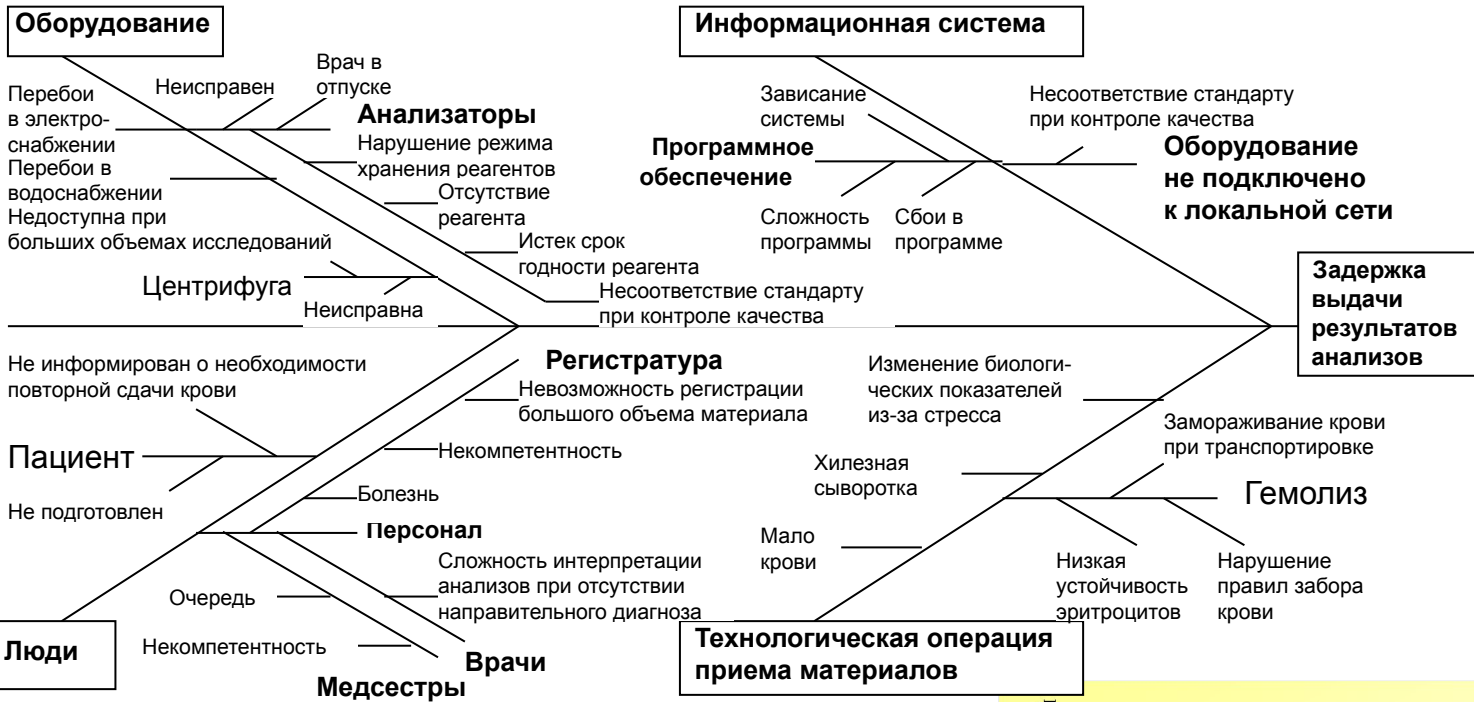 Оборудование
Информационная система
Врач в
отпуске
Неисправен
Перебои
в электро-
снабжении
Анализаторы
Нарушение режима
хранения реагентов
Перебои в
водоснабжении
Отсутствие
реагента
Недоступна при
больших объемах исследований
Истек срок
годности реагента
Центрифуга
Неисправна
Несоответствие стандарту
при контроле качества
Зависание
системы
Несоответствие стандарту
при контроле качества
Программное
обеспечение
Оборудование
не подключено
к локальной сети
Сложность
программы
Сбои в
программе
Задержка
выдачи
результатов
анализов
Не информирован о необходимости
повторной сдачи крови
Регистратура
Невозможность регистрации
большого объема материала
Пациент
Некомпетентность
Не подготовлен
Болезнь
Персонал
Сложность интерпретации
анализов при отсутствии
направительного диагноза
Очередь
Некомпетентность
Врачи
Медсестры
Люди
Изменение биологи-
ческих показателей
из-за стресса
Замораживание крови
при транспортировке
Хилезная
сыворотка
Гемолиз
Мало
крови
Низкая
устойчивость
эритроцитов
Нарушение
правил забора
крови
Технологическая операция
приема материалов